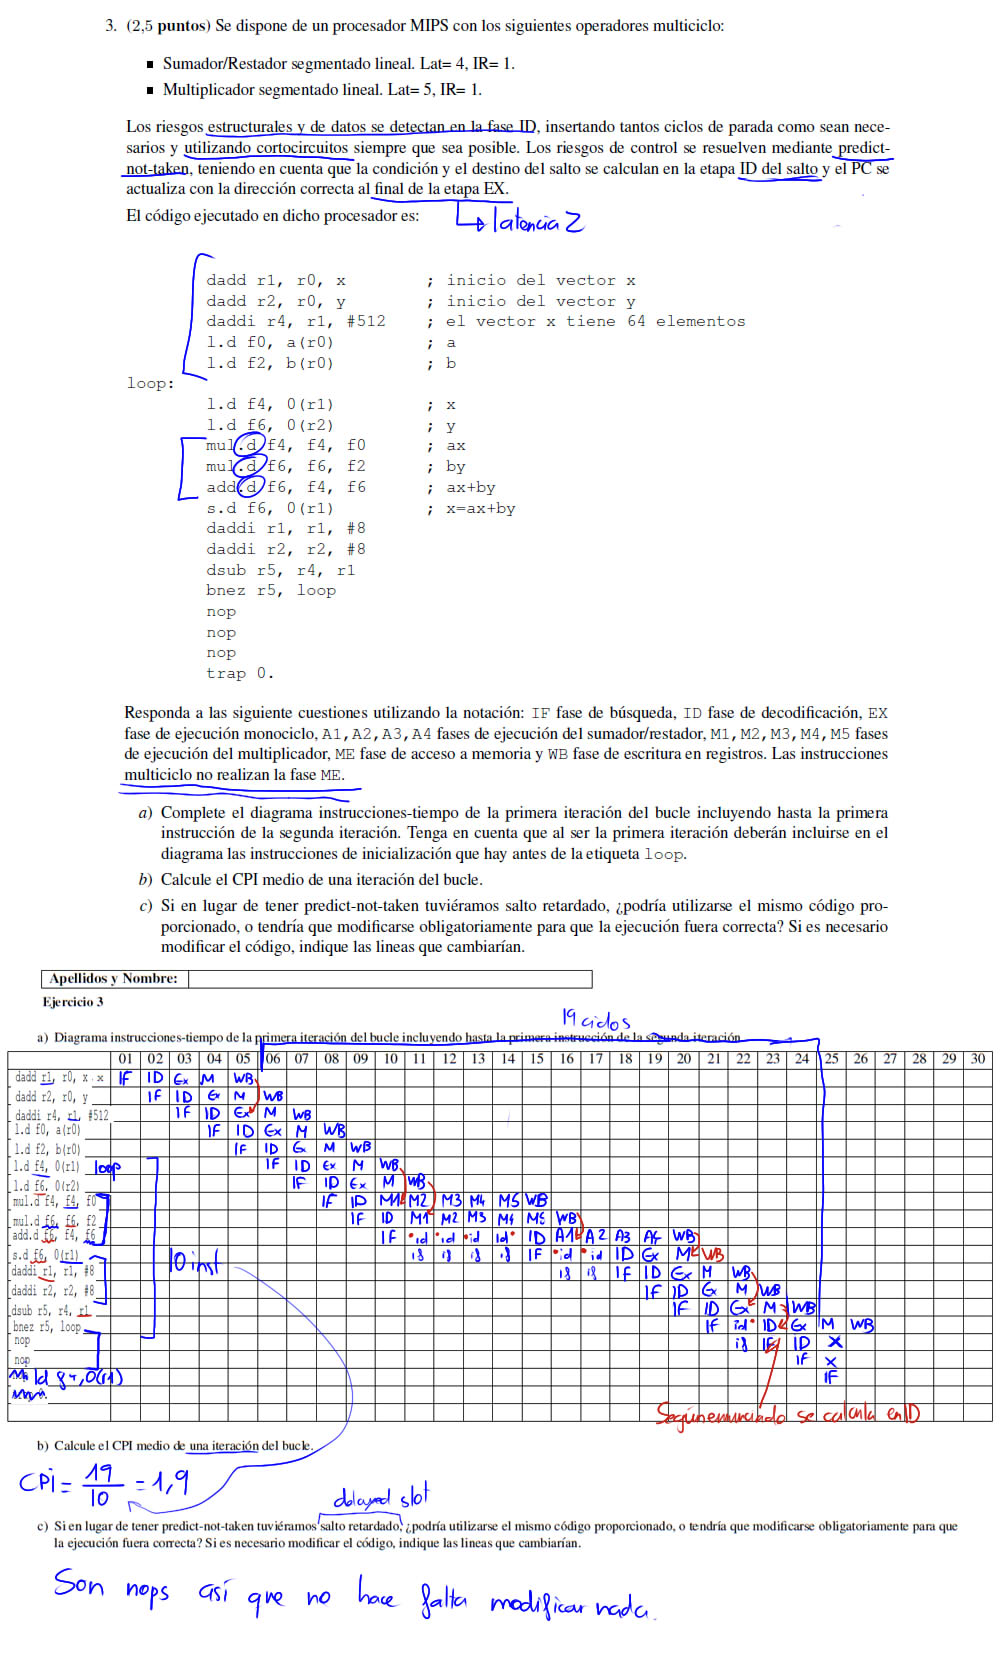 3. (2,5 puntos) Se dispone de un procesador MIPS con los siguientes operadores multiciclo:
■ Sumador/Restador segmentado lineal. Lat= 4, IR= 1.
■ Multiplicador segmentado lineal. Lat= 5, IR= 1.
Los riesgos estructurales y de datos se detectan en la fase ID, insertando tantos ciclos de parada como sean nece-
sarios y utilizando cortocircuitos siempre que sea posible. Los riesgos de control se resuelven mediante predict-
not-taken, teniendo en cuenta que la condición y el destino del salto se calculan en la etapa ID del salto y el PC se
actualiza con la dirección correcta al final de la etapa EX.
El código ejecutado en dicho procesador es:
latencia 2
dadd r1, r0, x ; inicio del vector x
dadd r2, r0, y ; inicio del vector y
daddi r4, r1, #512 ; el vector x tiene 64 elementos
l.d f0, a(r0) ; a
l.d f2, b(r0) ; b
loop:
l.d f4, 0(r1) ; x
l.d f6, 0(r2) ; y
mul.d f4, f4, f0 ; ax
mul.d f6, f6, f2 ; by
add.d f6, f4, f6 ; ax+by
s.d f6, 0(r1) ; x=ax+by
daddi r1, r1, #8
daddi r2, r2, #8
dsub r5, r4, r1
bnez r5, loop
nop
nop
nop
trap 0.
Responda a las siguiente cuestiones utilizando la notación: IF fase de búsqueda, ID fase de decodificación, EX
fase de ejecución monociclo, A1, A2, A3, A4 fases de ejecución del sumador/restador, M1, M2, M3, M4, M5 fases
de ejecución del multiplicador, ME fase de acceso a memoria y WB fase de escritura en registros. Las instrucciones
multiciclo no realizan la fase ME.
a) Complete el diagrama instrucciones-tiempo de la primera iteración del bucle incluyendo hasta la primera
instrucción de la segunda iteración. Tenga en cuenta que al ser la primera iteración deberán incluirse en el
diagrama las instrucciones de inicialización que hay antes de la etiqueta loop.
b) Calcule el CPI medio de una iteración del bucle.
c) Si en lugar de tener predict-not-taken tuviéramos salto retardado, ¿podría utilizarse el mismo código pro-
porcionado, o tendría que modificarse obligatoriamente para que la ejecución fuera correcta? Si es necesario
modificar el código, indique las lineas que cambiarían.
Apellidos y Nombre:
Ejercicio 3
19 ciclos
a) Diagrama instrucciones-tiempo de la primera iteración del bucle incluyendo hasta la primera instrucción de la segunda iteración
01 02 03 04 05 06 07 08 09 10 11 12 13 14 15 16 17 18 19 20 21 22 23 24 25 26 27 28 29 30
dadd r1, r0, x x IF ID Ex M WB
dadd r2, r0, y IF ID Ex M WB
daddi r4, r1, #512 IF ID Ex M WB
l.d f0, a(r0) IF ID Ex M WB
l.d f2, b(r0) IF ID Ex M WB
l.d f4, 0(r1) loop IF ID Ex M WB
l.d f6, 0(r2) IF ID Ex M WB
mul.d f4, f4, f0 IF ID M1 M2 M3 M4 M5 WB
mul.d f6, f6, f2 IF ID M1 M2 M3 M4 M5 WB
add.d f6, f4, f6 IF id id id id ID A1 A2 A3 A4 WB
s.d f6, 0(r1) if if if if IF id id ID Ex M WB
daddi r1, r1, #8 10 inst if if IF ID Ex M WB
daddi r2, r2, #8 IF ID Ex M WB
dsub r5, r4, r1 IF ID Ex M WB
bnez r5, loop IF id ID Ex M WB
nop if IF ID X
nop IF X
ld f4, 0(r1) IF
Según enunciado se calcula en ID
b) Calcule el CPI medio de una iteración del bucle.
CPI = 19/10 = 1,9
delayed slot
c) Si en lugar de tener predict-not-taken tuviéramos salto retardado, ¿podría utilizarse el mismo código proporcionado, o tendría que modificarse obligatoriamente para que
la ejecución fuera correcta? Si es necesario modificar el código, indique las lineas que cambiarían.
Son nops así que no hace falta modificar nada.